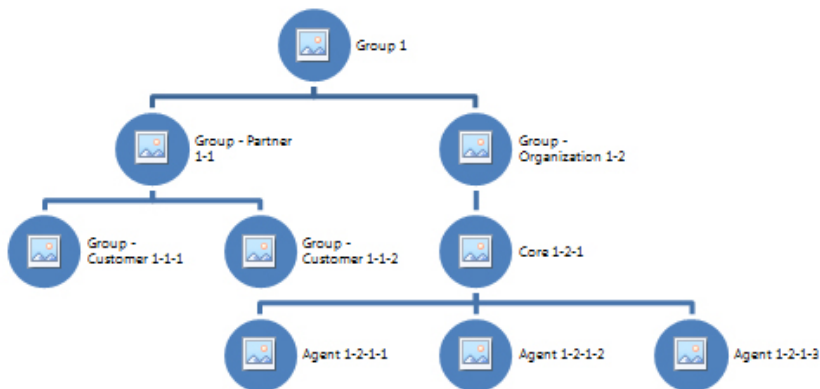 Group 1
Group - Partner
1-1
Group -
Organization 1-2
Group -
Customer 1-1-1
Group -
Customer 1-1-2
Core 1-2-1
Agent 1-2-1-1
Agent 1-2-1-2
Agent 1-2-1-3